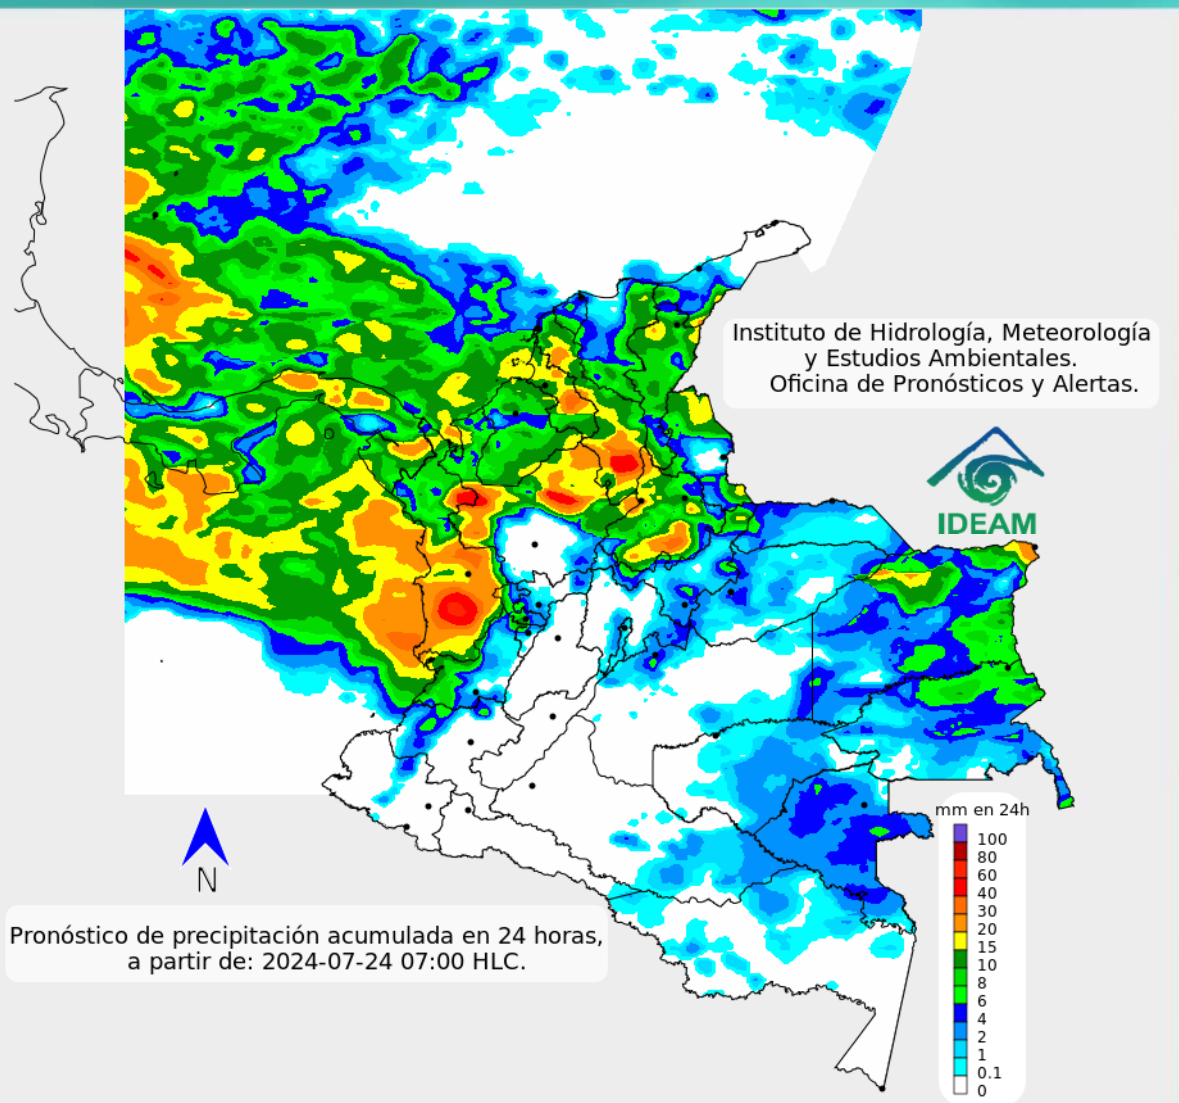 Instituto de Hidrología, Meteorología
y Estudios Ambientales.
Oficina de Pronósticos y Alertas.
IDEAM
mm en 24h
100
80
60
40
30
20
15
10
8
6
4
2
1
0.1
0
N
Pronóstico de precipitación acumulada en 24 horas,
a partir de: 2024-07-24 07:00 HLC.